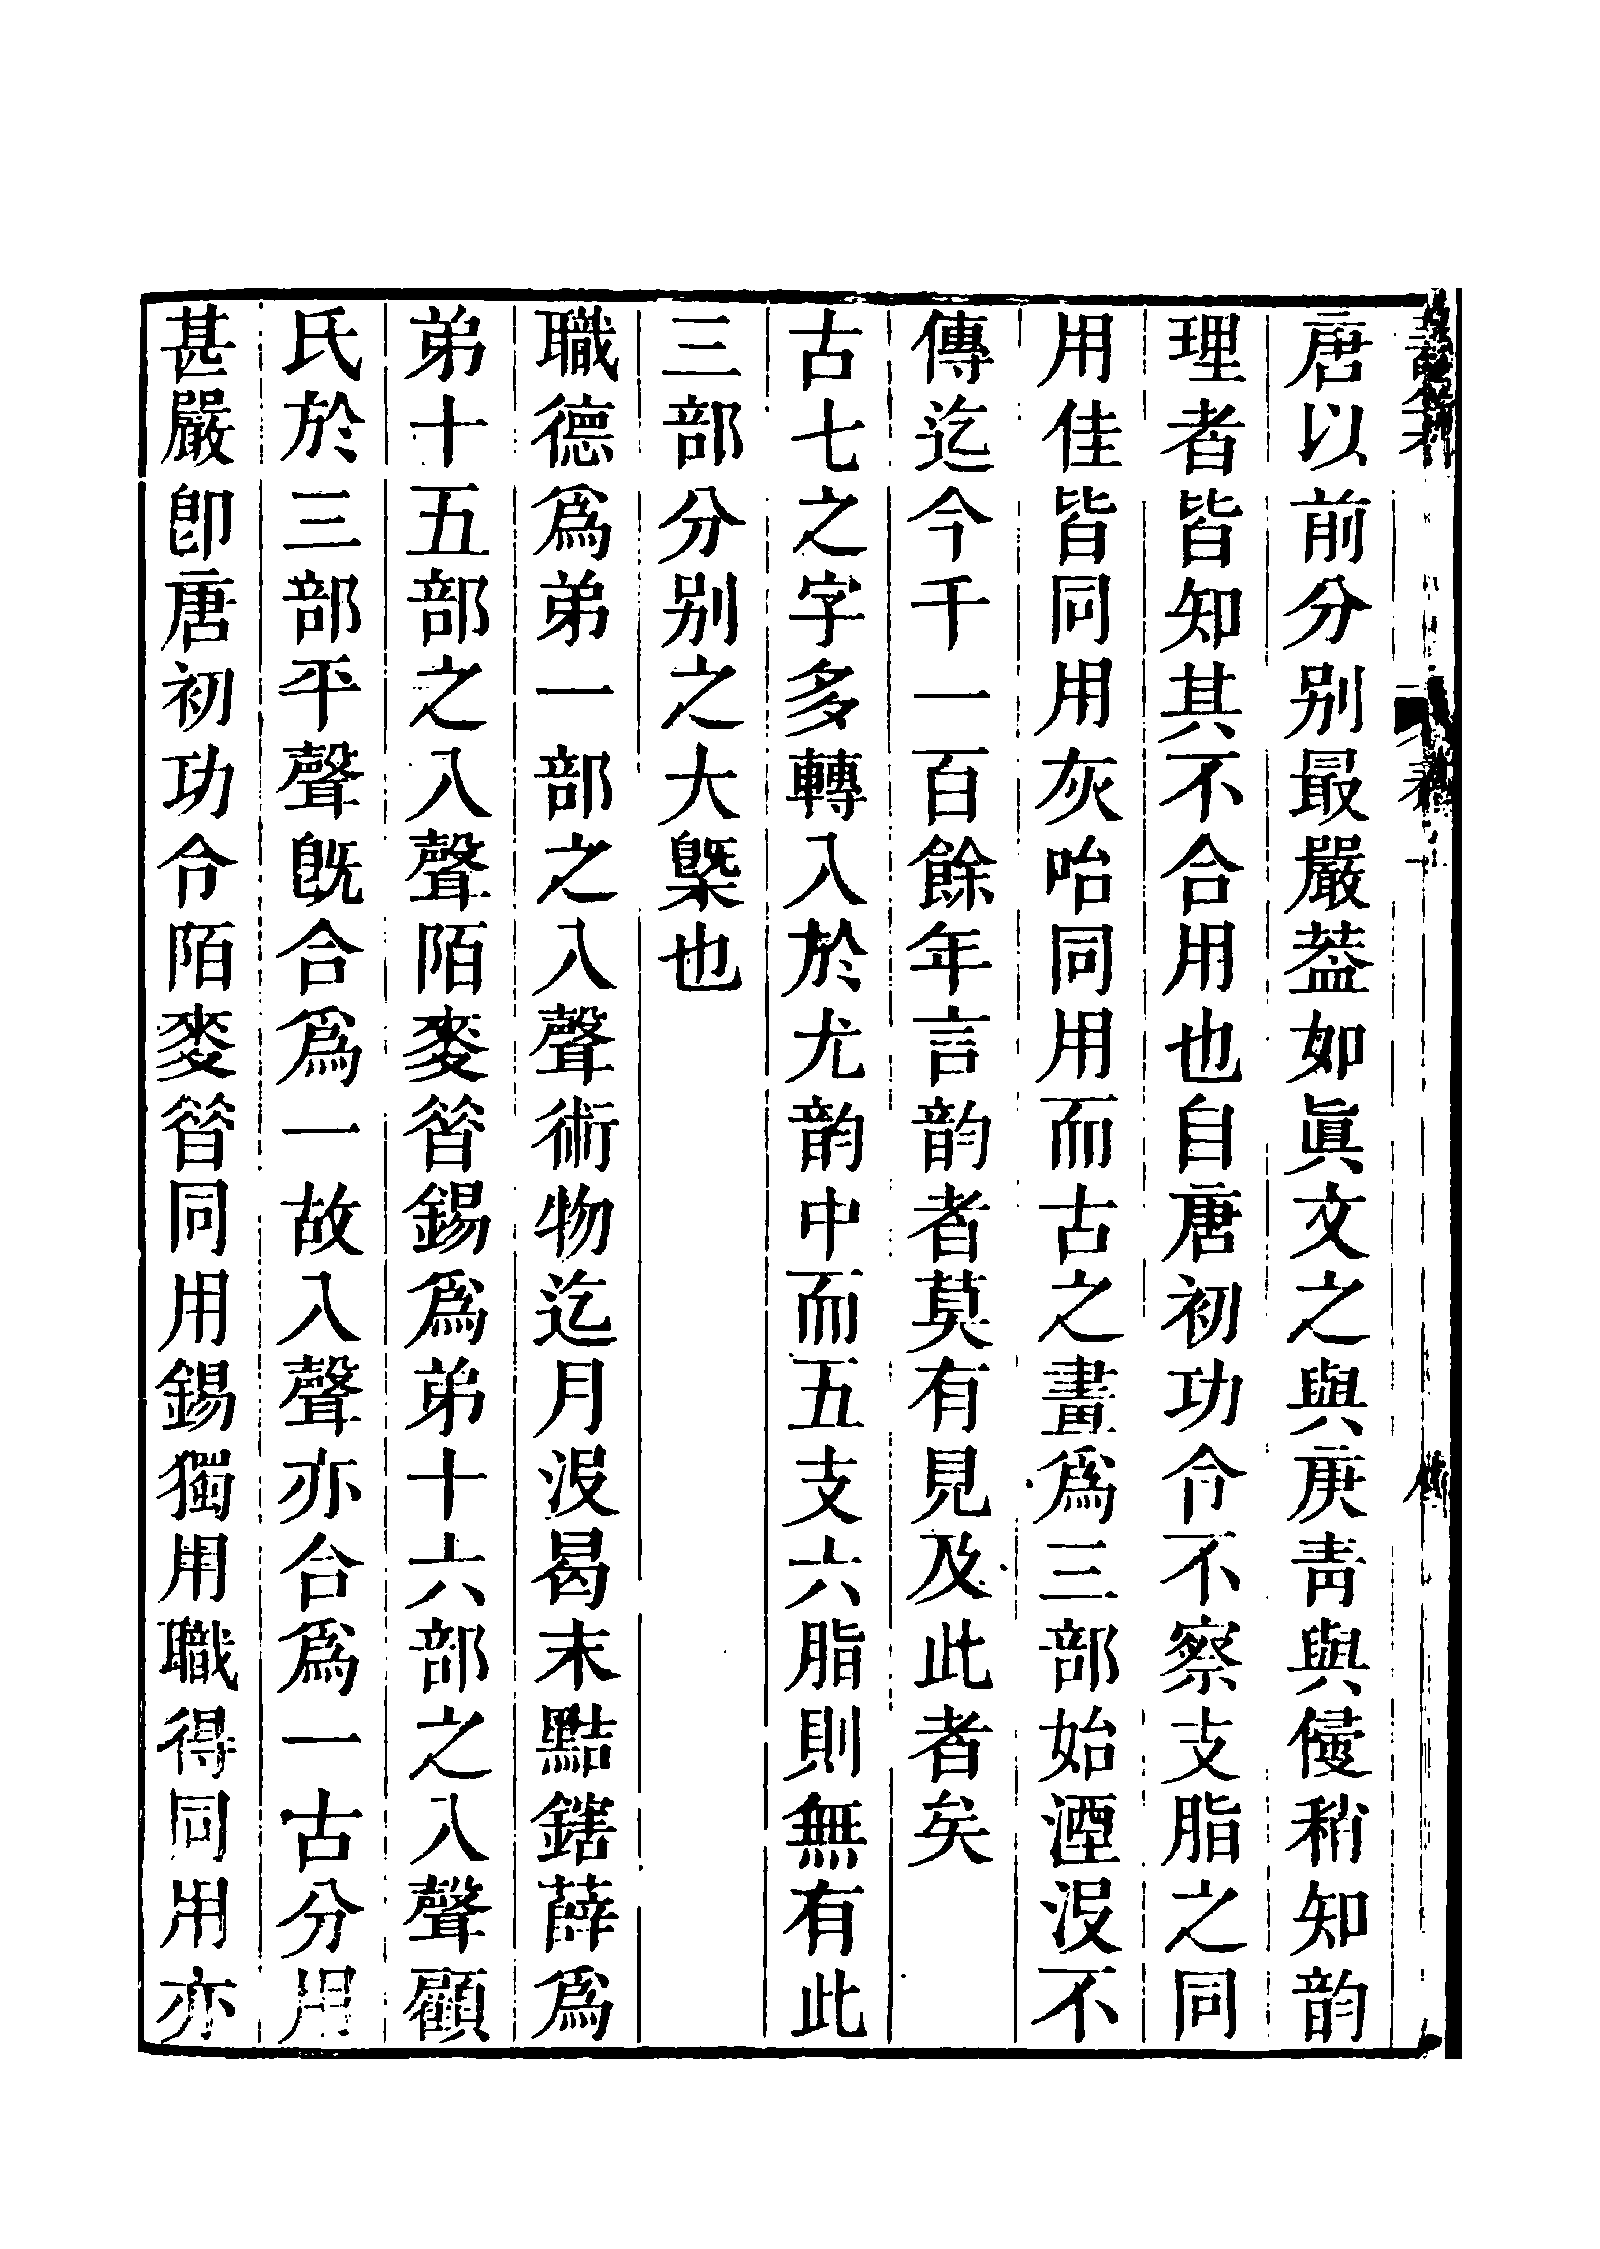 唐以前分别最嚴葢如眞文之與庚靑與侵稍知韵
理者皆知其不合用也自唐初功令不察支脂之同
用佳皆同用灰咍同用而古之畫爲三部始湮没不
傳迄今千一百餘年言韵者莫有見及此者矣
古七之字多轉入於尤韵中而五支六脂則無有此
三部分别之大槩也
職德爲弟一部之入聲術物迄月没曷末黠鎋薛爲
弟十五部之入聲陌麥昔錫爲弟十六部之入聲顧
氏於三部平聲旣合爲一故入聲亦合爲一古分用
甚嚴卽唐初功令陌麥昔同用錫獨用職得同用亦